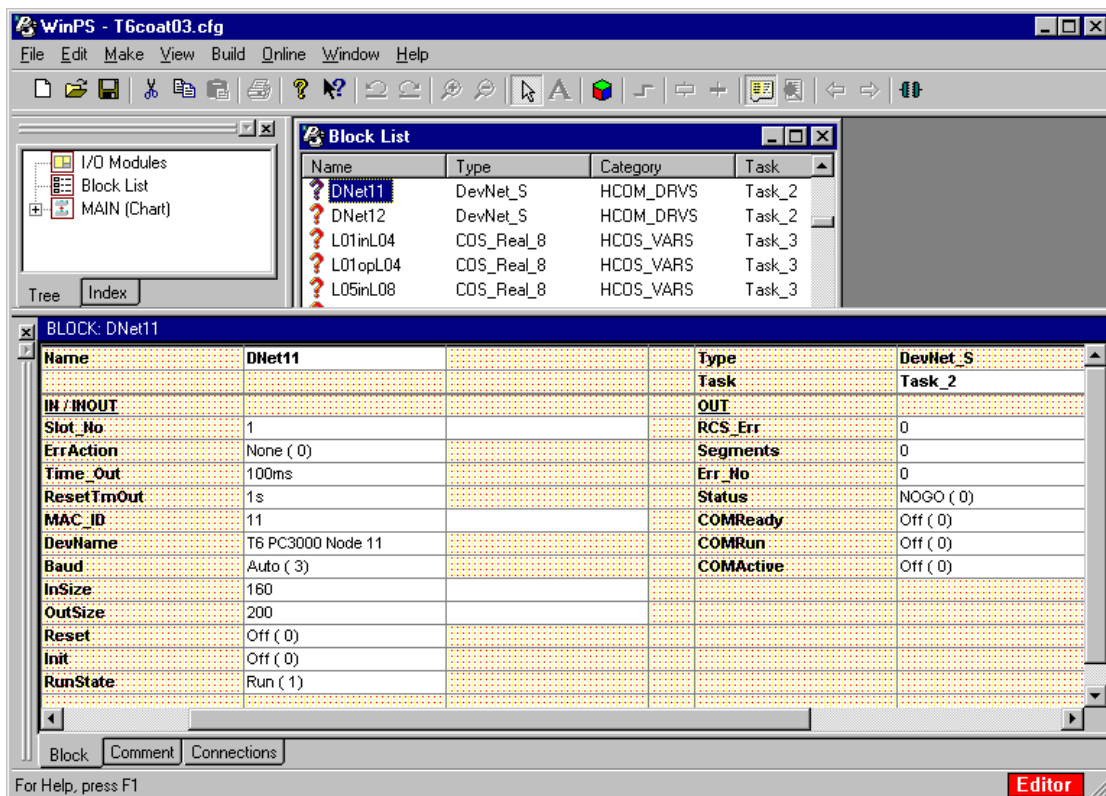 WinPS - T6coat03.cfg
File Edit Make View Build Online Window Help
I/O Modules
Block List
MAIN (Chart)
Tree Index
Block List
Name Type Category Task
DNet11 DevNet_S HCOM_DRVS Task_2
DNet12 DevNet_S HCOM_DRVS Task_2
L01inL04 COS_Real_8 HCOS_VARS Task_3
L01opL04 COS_Real_8 HCOS_VARS Task_3
L05inL08 COS_Real_8 HCOS_VARS Task_3
BLOCK: DNet11
Name DNet11 Type DevNet_S
Task Task_2
IN / INOUT OUT
Slot_No 1 RCS_Err 0
ErrAction None ( 0) Segments 0
Time_Out 100ms Err_No 0
ResetTmOut 1s Status NOGO ( 0)
MAC_ID 11 COMReady Off ( 0)
DevName T6 PC3000 Node 11 COMRun Off ( 0)
Baud Auto ( 3) COMActive Off ( 0)
InSize 160
OutSize 200
Reset Off ( 0)
Init Off ( 0)
RunState Run ( 1)
Block Comment Connections
For Help, press F1 Editor